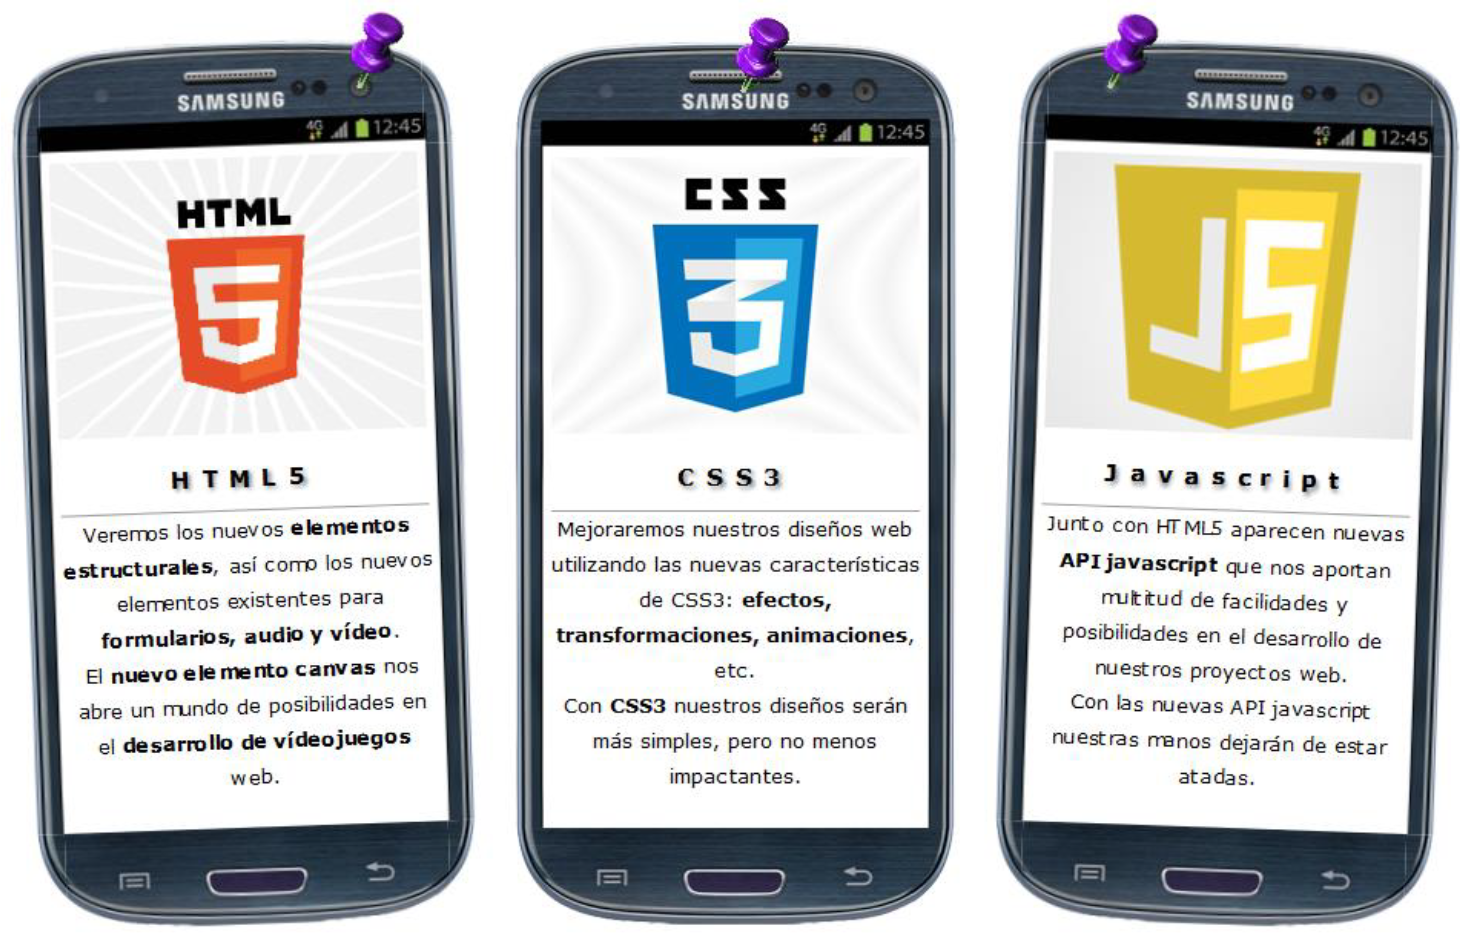 SAMSUNG
4G 12:45
HTML
5
HTML5
Veremos los nuevos elementos
estructurales, así como los nuevos
elementos existentes para
formularios, audio y vídeo.
El nuevo elemento canvas nos
abre un mundo de posibilidades en
el desarrollo de vídeojuegos
web.
SAMSUNG
4G 12:45
CSS
3
CSS3
Mejoraremos nuestros diseños web
utilizando las nuevas características
de CSS3: efectos,
transformaciones, animaciones,
etc.
Con CSS3 nuestros diseños serán
más simples, pero no menos
impactantes.
SAMSUNG
4G 12:45
JS
Javascript
Junto con HTML5 aparecen nuevas
API javascript que nos aportan
multitud de facilidades y
posibilidades en el desarrollo de
nuestros proyectos web.
Con las nuevas API javascript
nuestras manos dejarán de estar
atadas.